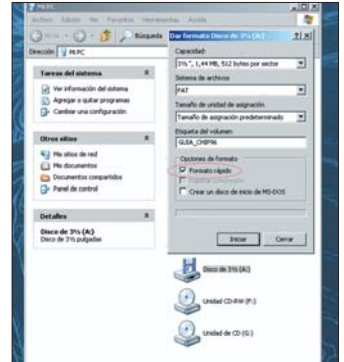 MI PC
Archivo Edición Ver Favoritos Herramientas Ayuda
Atrás
Búsqueda
Dirección MI PC
Tareas del sistema
Ver información del sistema
Agregar o quitar programas
Cambiar una configuración
Otros sitios
Mis sitios de red
Mis documentos
Documentos compartidos
Panel de control
Detalles
Disco de 3½ (A:)
Disco de 3½ pulgadas
Dar formato Disco de 3½ (A:)
Capacidad:
3½", 1,44 MB, 512 bytes por sector
Sistema de archivos
FAT
Tamaño de unidad de asignación
Tamaño de asignación predeterminado
Etiqueta del volumen
GUIA_CHIP96
Opciones de formato
Formato rápido
Crear un disco de inicio de MS-DOS
Iniciar Cerrar
Disco de 3½ (A:)
Unidad CD-RW (F:)
Unidad de CD (G:)